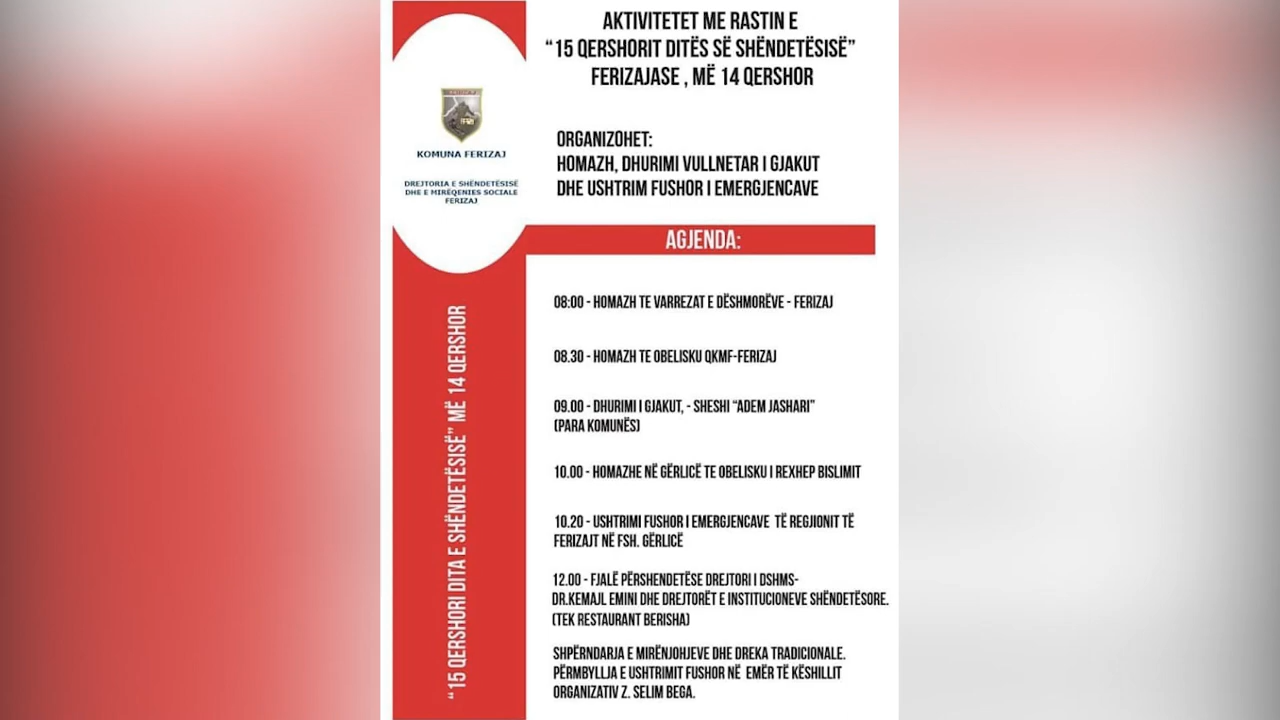 AKTIVITETET ME RASTIN E
“15 QERSHORIT DITËS SË SHËNDETËSISË”
FERIZAJASE , MË 14 QERSHOR
KOMUNA FERIZAJ
DREJTORIA E SHËNDETËSISË
DHE E MIRËQENIES SOCIALE
FERIZAJ
ORGANIZOHET:
HOMAZH, DHURIMI VULLNETAR I GJAKUT
DHE USHTRIM FUSHOR I EMERGJENCAVE
AGJENDA:
“15 QERSHORI DITA E SHËNDETËSISË” MË 14 QERSHOR
08:00 - HOMAZH TE VARREZAT E DËSHMORËVE - FERIZAJ
08.30 - HOMAZH TE OBELISKU QKMF-FERIZAJ
09.00 - DHURIMI I GJAKUT, - SHESHI “ADEM JASHARI”
(PARA KOMUNËS)
10.00 - HOMAZHE NË GËRLICË TE OBELISKU I REXHEP BISLIMIT
10.20 - USHTRIMI FUSHOR I EMERGJENCAVE TË REGJIONIT TË
FERIZAJT NË FSH. GËRLICË
12.00 - FJALË PËRSHENDETËSE DREJTORI I DSHMS-
DR.KEMAJL EMINI DHE DREJTORËT E INSTITUCIONEVE SHËNDETËSORE.
(TEK RESTAURANT BERISHA)
SHPËRNDARJA E MIRËNJOHJEVE DHE DREKA TRADICIONALE.
PËRMBYLLJA E USHTRIMIT FUSHOR NË EMËR TË KËSHILLIT
ORGANIZATIV Z. SELIM BEGA.